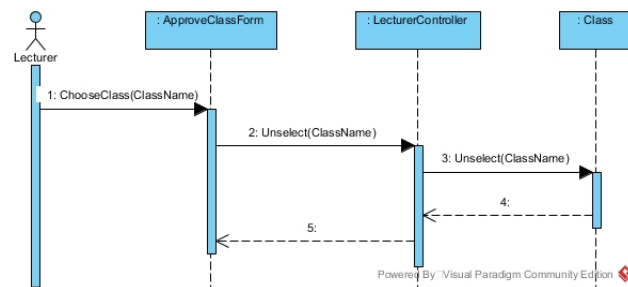 : ApproveClassForm
: LecturerController
: Class
Lecturer
1: ChooseClass(ClassName)
2: Unselect(ClassName)
3: Unselect(ClassName)
4:
5:
Powered By Visual Paradigm Community Edition